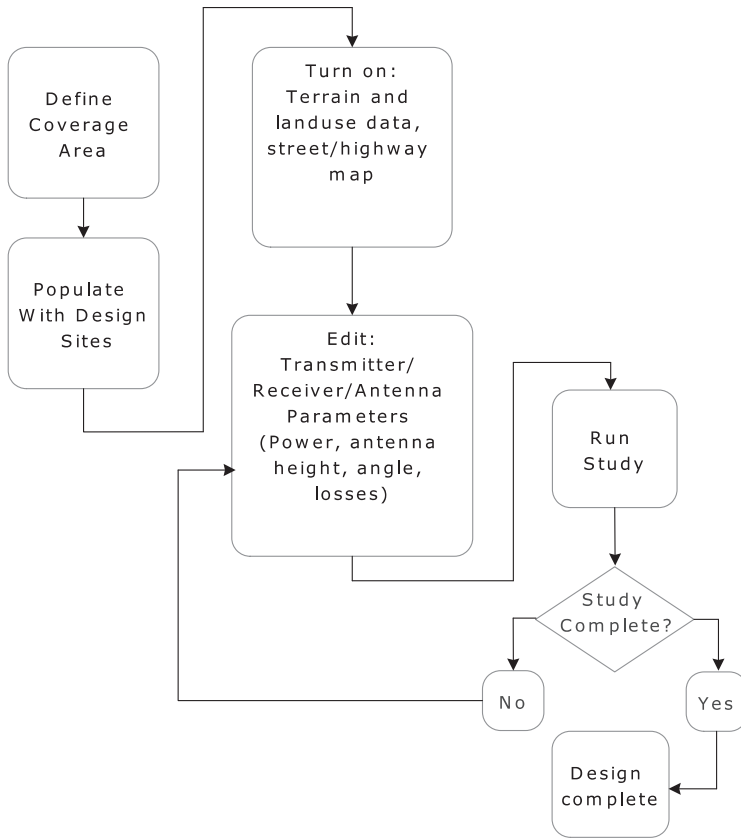 Define
Coverage
Area
Populate
With Design
Sites
Turn on:
Terrain and
landuse data,
street/highway
map
Edit:
Transmitter/
Receiver/Antenna
Parameters
(Power, antenna
height, angle,
losses)
Run
Study
Study
Complete?
No
Yes
Design
complete